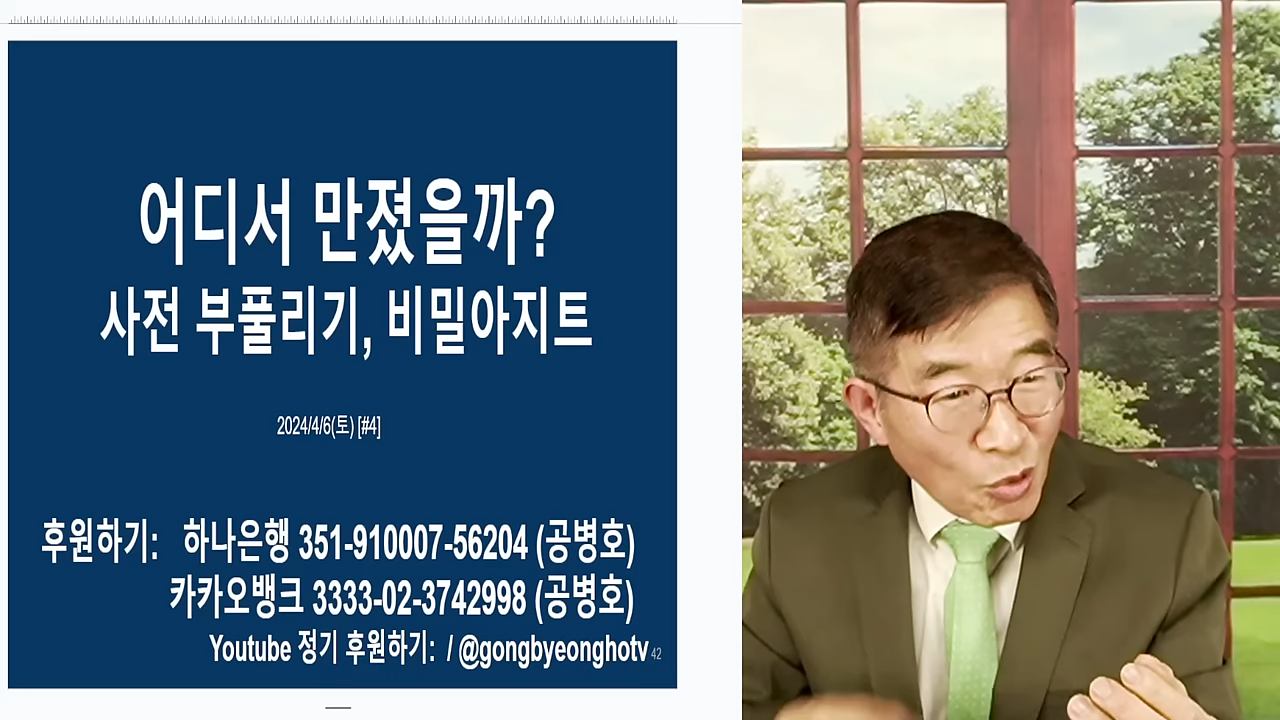 어디서 만졌을까?
사전 부풀리기, 비밀아지트
2024/4/6(토) [#4]
후원하기: 하나은행 351-910007-56204 (공병호)
카카오뱅크 3333-02-3742998 (공병호)
Youtube 정기 후원하기: / @gongbyeonghotv 42